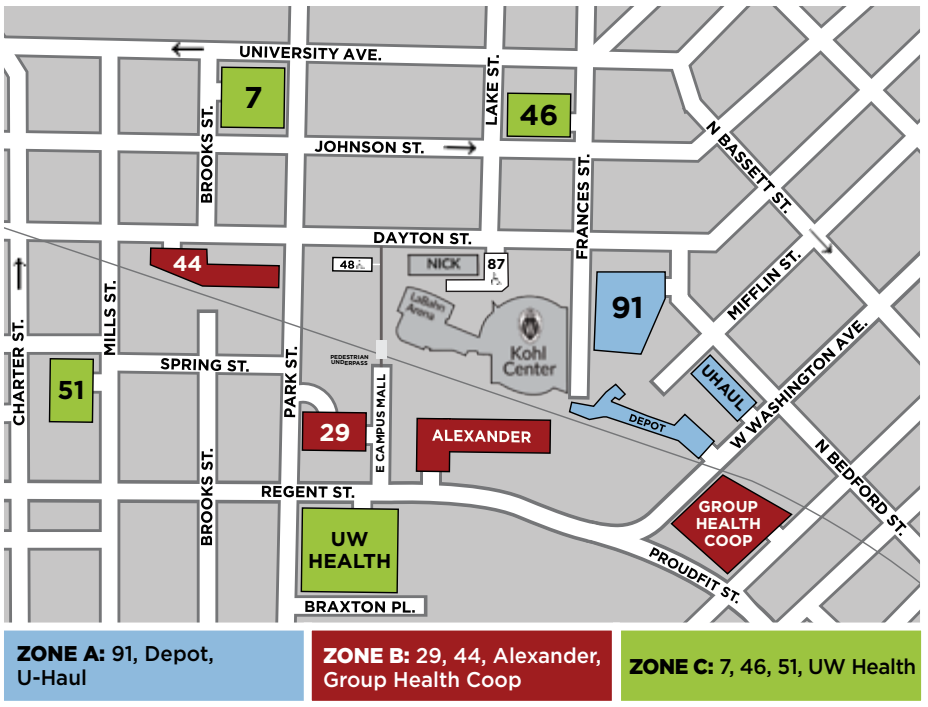 UNIVERSITY AVE.
7
LAKE ST.
46
BROOKS ST.
JOHNSON ST.
N BASSETT ST.
FRANCES ST.
DAYTON ST.
44
48
NICK
87
MIFFLIN ST.
91
LaBahn
Arena
Kohl
Center
CHARTER ST.
MILLS ST.
PEDESTRIAN
UNDERPASS
SPRING ST.
PARK ST.
51
UHAUL
W WASHINGTON AVE.
E CAMPUS MALL
29
ALEXANDER
DEPOT
N BEDFORD ST.
BROOKS ST.
REGENT ST.
GROUP
HEALTH
COOP
UW
HEALTH
PROUDFIT ST.
BRAXTON PL.
ZONE A: 91, Depot,
U-Haul
ZONE B: 29, 44, Alexander,
Group Health Coop
ZONE C: 7, 46, 51, UW Health